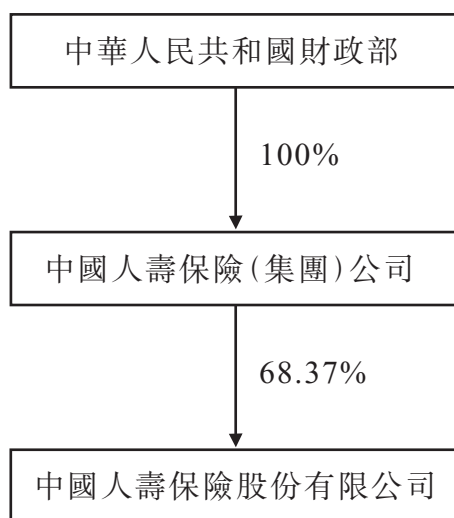 中華人民共和國財政部
100%
中國人壽保險(集團)公司
68.37%
中國人壽保險股份有限公司